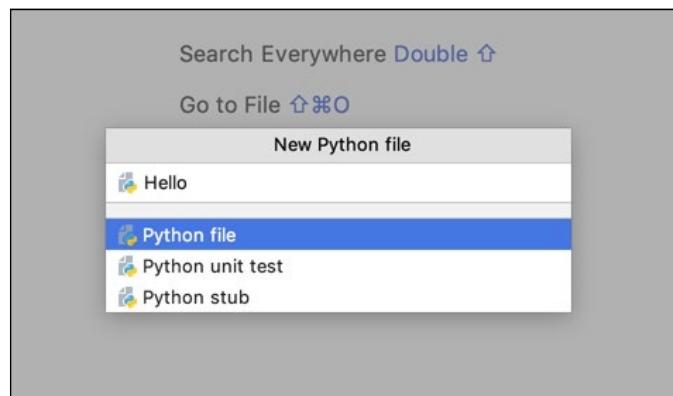 Search Everywhere Double ⇧
Go to File ⇧⌘O
New Python file
Hello
Python file
Python unit test
Python stub